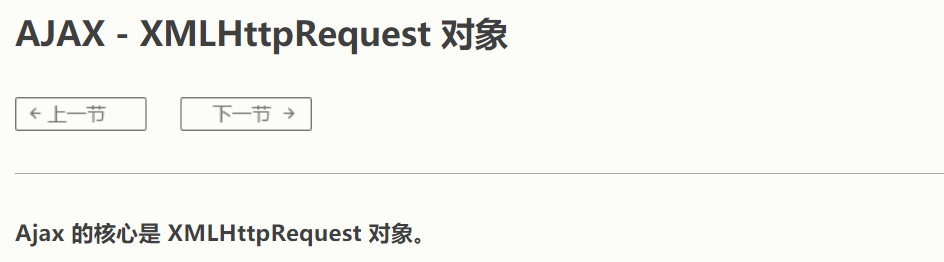 AJAX - XMLHttpRequest 对象
← 上一节 下一节 →
Ajax 的核心是 XMLHttpRequest 对象。